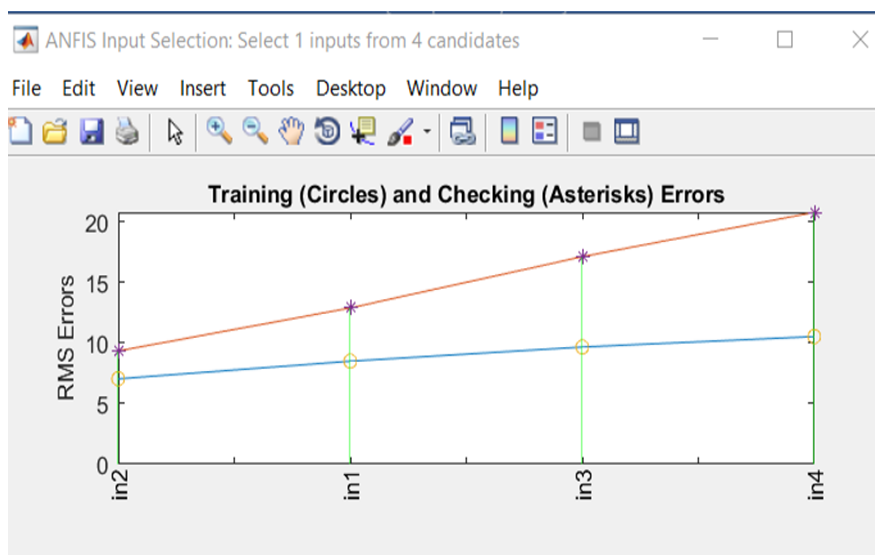 ANFIS Input Selection: Select 1 inputs from 4 candidates
File Edit View Insert Tools Desktop Window Help
Training (Circles) and Checking (Asterisks) Errors
RMS Errors
20
15
10
5
0
in2 in1 in3 in4